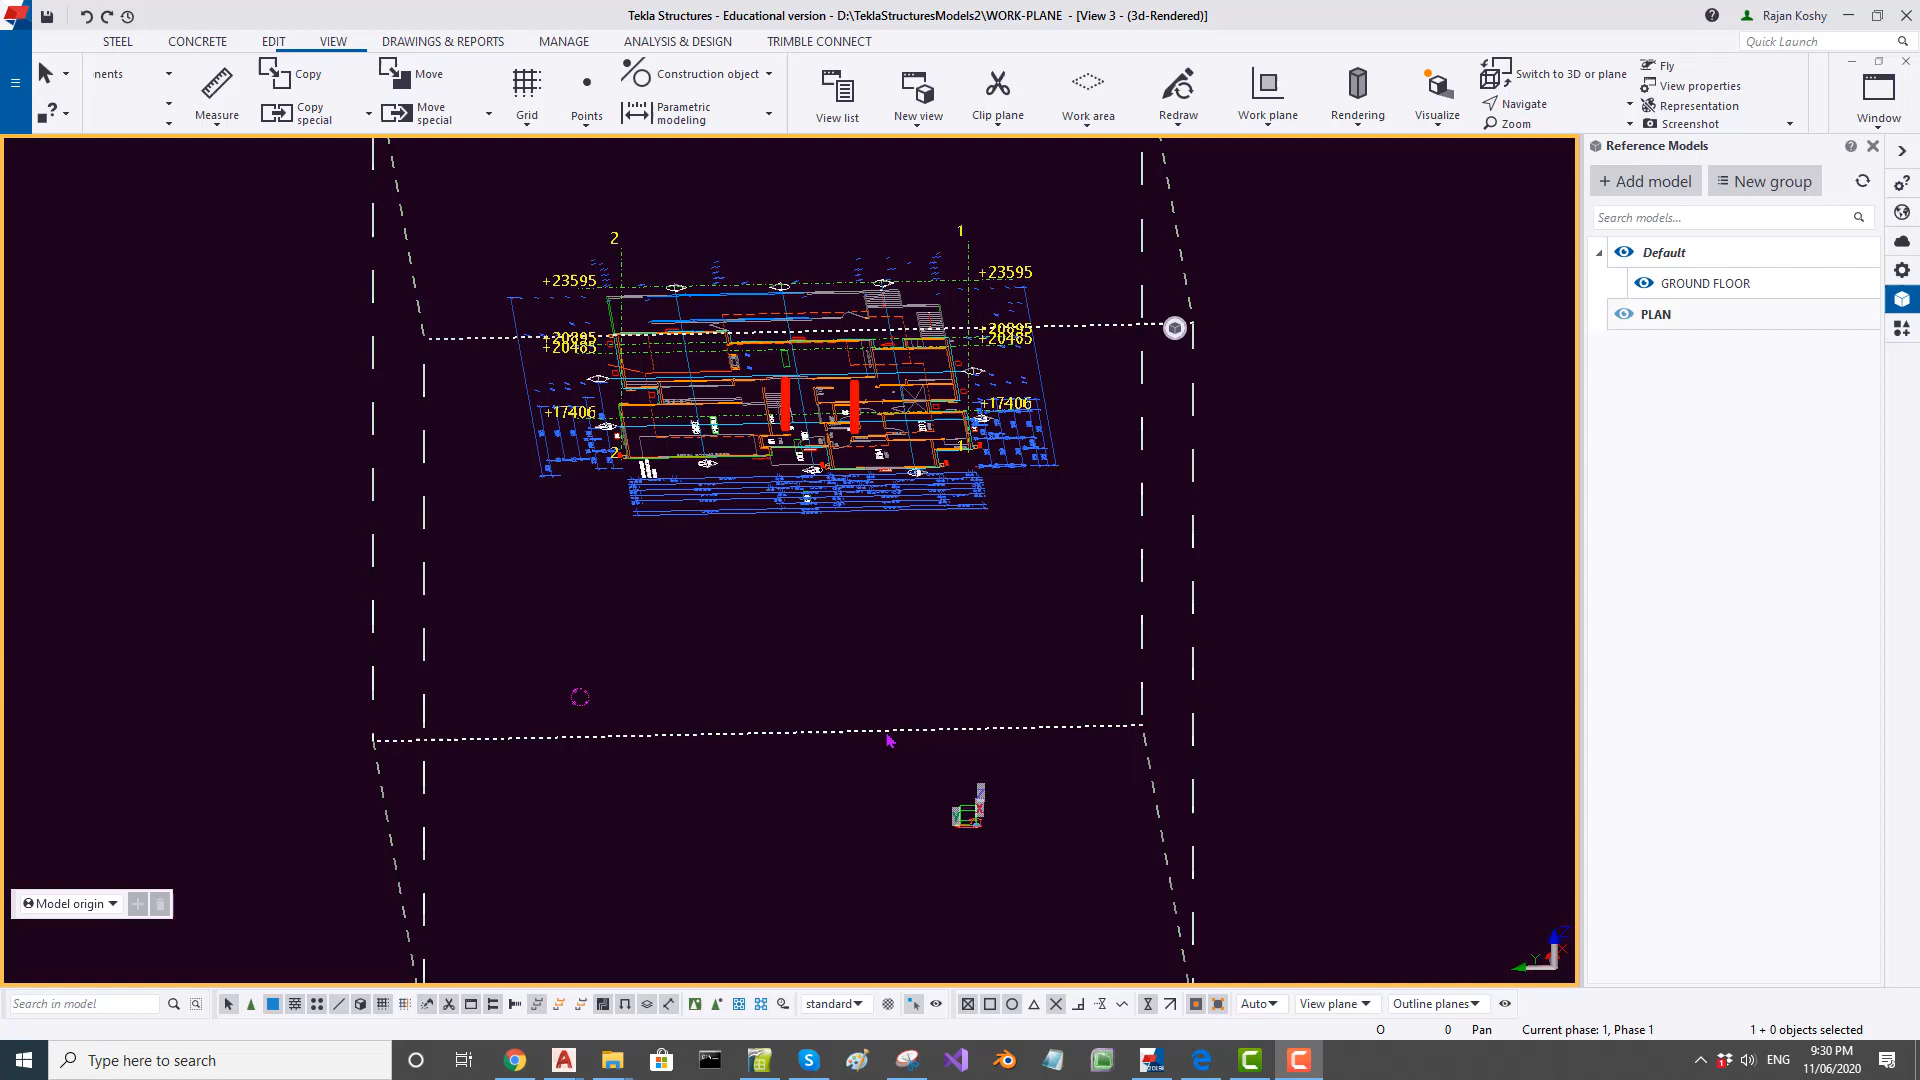 Tekla Structures - Educational version - D:\TeklaStructuresModels2\WORK-PLANE - [View 3 - (3d-Rendered)]
Rajan Koshy
STEEL
CONCRETE
EDIT
VIEW
DRAWINGS & REPORTS
MANAGE
ANALYSIS & DESIGN
TRIMBLE CONNECT
Quick Launch
nents
Measure
Copy
Copy special
Move
Move special
Grid
Points
Construction object
Parametric modeling
View list
New view
Clip plane
Work area
Redraw
Work plane
Rendering
Visualize
Switch to 3D or plane
Navigate
Zoom
Fly
View properties
Representation
Screenshot
Window
Reference Models
Add model
New group
Search models...
Default
GROUND FLOOR
PLAN
2
1
+23595
+23595
+20895
+20465
+20895
+20465
+17406
+17406
2
1
Model origin
Z
X
Y
Search in model
standard
Auto
View plane
Outline planes
O
0
Pan
Current phase: 1, Phase 1
1 + 0 objects selected
Type here to search
ENG
9:30 PM
11/06/2020